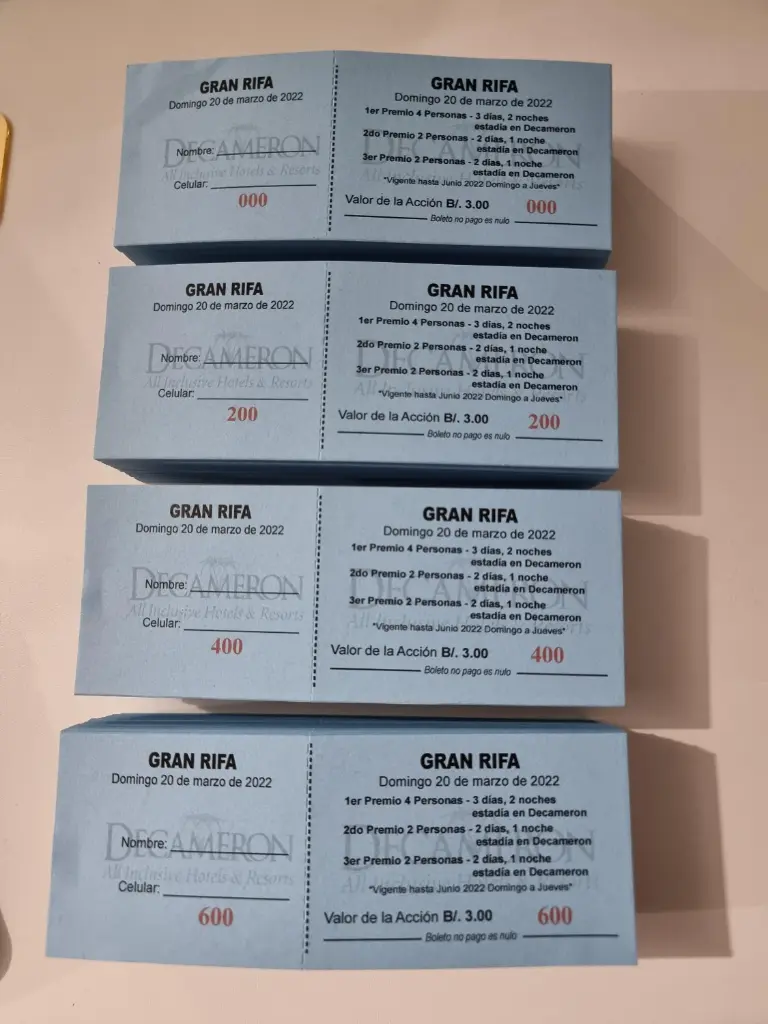 GRAN RIFA
Domingo 20 de marzo de 2022
DECAMERON
Nombre:
All Inclusive Hotels & Resorts
Celular:
000
GRAN RIFA
Domingo 20 de marzo de 2022
1er Premio 4 Personas - 3 días, 2 noches
estadía en Decameron
2do Premio 2 Personas - 2 días, 1 noche
estadía en Decameron
3er Premio 2 Personas - 2 días, 1 noche
estadía en Decameron
"Vigente hasta Junio 2022 Domingo a Jueves"
Valor de la Acción B/. 3.00
000
Boleto no pago es nulo
GRAN RIFA
Domingo 20 de marzo de 2022
DECAMERON
Nombre:
All Inclusive Hotels & Resorts
Celular:
200
GRAN RIFA
Domingo 20 de marzo de 2022
1er Premio 4 Personas - 3 días, 2 noches
estadía en Decameron
2do Premio 2 Personas - 2 días, 1 noche
estadía en Decameron
3er Premio 2 Personas - 2 días, 1 noche
estadía en Decameron
"Vigente hasta Junio 2022 Domingo a Jueves"
Valor de la Acción B/. 3.00
200
Boleto no pago es nulo
GRAN RIFA
Domingo 20 de marzo de 2022
DECAMERON
Nombre:
All Inclusive Hotels & Resorts
Celular:
400
GRAN RIFA
Domingo 20 de marzo de 2022
1er Premio 4 Personas - 3 días, 2 noches
estadía en Decameron
2do Premio 2 Personas - 2 días, 1 noche
estadía en Decameron
3er Premio 2 Personas - 2 días, 1 noche
estadía en Decameron
"Vigente hasta Junio 2022 Domingo a Jueves"
Valor de la Acción B/. 3.00
400
Boleto no pago es nulo
GRAN RIFA
Domingo 20 de marzo de 2022
DECAMERON
Nombre:
All Inclusive Hotels & Resorts
Celular:
600
GRAN RIFA
Domingo 20 de marzo de 2022
1er Premio 4 Personas - 3 días, 2 noches
estadía en Decameron
2do Premio 2 Personas - 2 días, 1 noche
estadía en Decameron
3er Premio 2 Personas - 2 días, 1 noche
estadía en Decameron
"Vigente hasta Junio 2022 Domingo a Jueves"
Valor de la Acción B/. 3.00
600
Boleto no pago es nulo